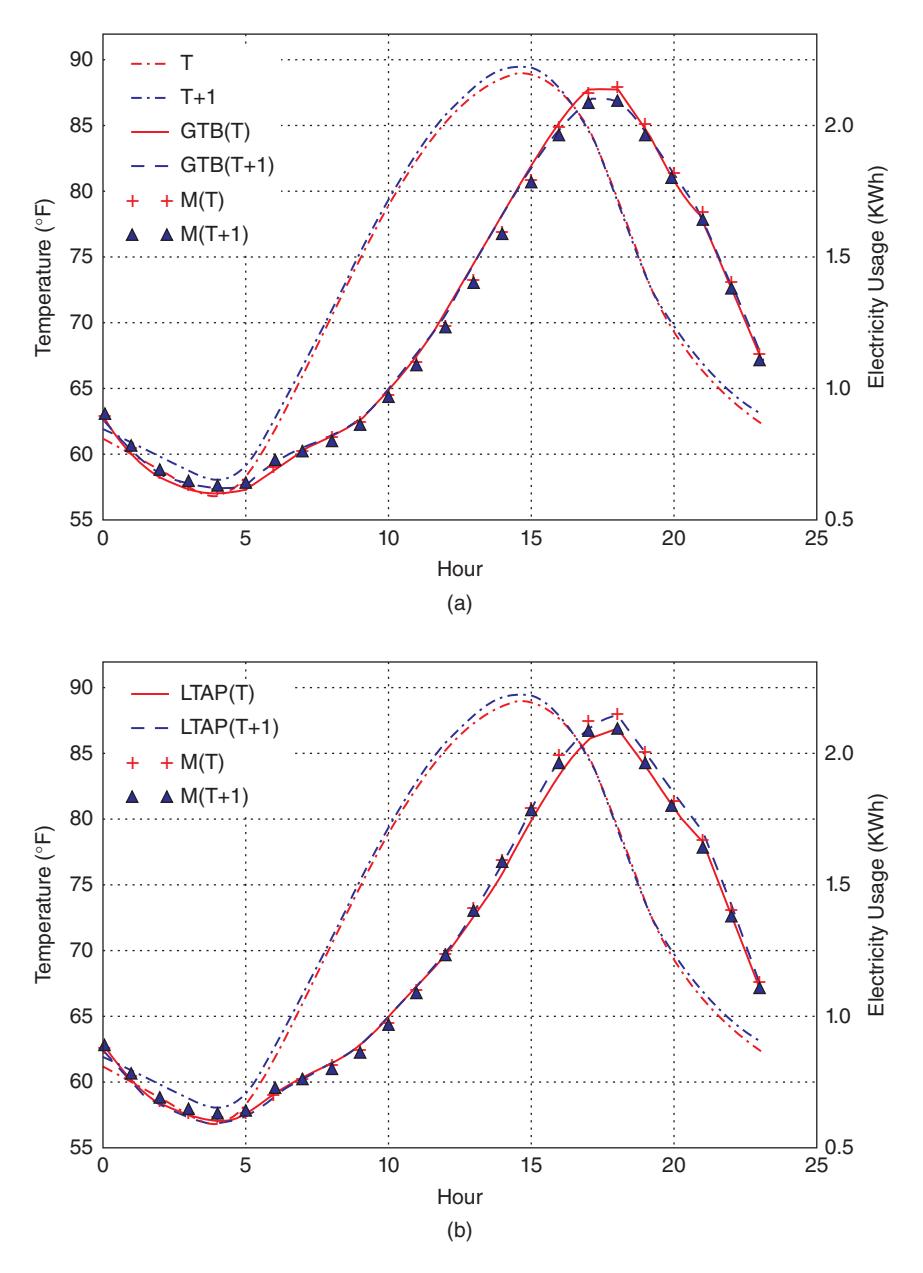 T
T+1
GTB(T)
GTB(T+1)
M(T)
M(T+1)
Temperature (°F)
90
85
80
75
70
65
60
55
2.0
1.5
1.0
0.5
Electricity Usage (KWh)
0 5 10 15 20 25
Hour
(a)
LTAP(T)
LTAP(T+1)
M(T)
M(T+1)
Temperature (°F)
90
85
80
75
70
65
60
55
2.0
1.5
1.0
0.5
Electricity Usage (KWh)
0 5 10 15 20 25
Hour
(b)